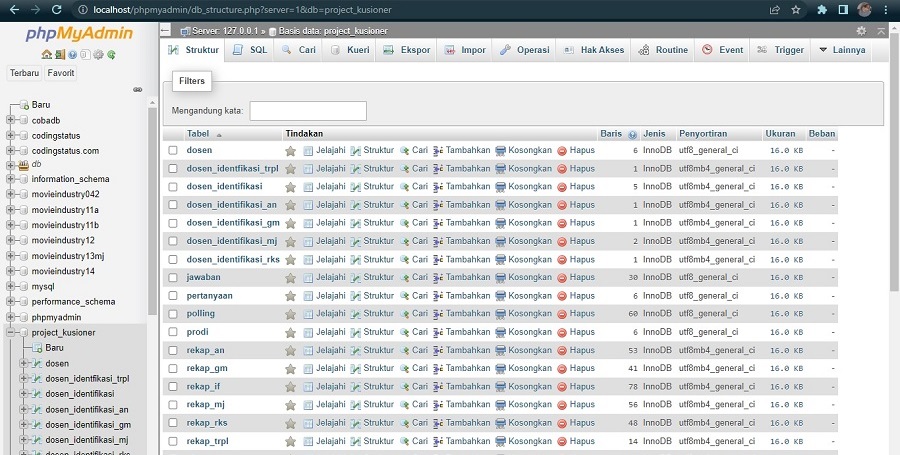 localhost/phpmyadmin/db_structure.php?server=1&db=project_kusioner
phpMyAdmin
Terbaru Favorit
Baru
cobadb
codingstatus
codingstatus.com
db
information_schema
movieindustry042
movieindustry11a
movieindustry11b
movieindustry12
movieindustry13mj
movieindustry14
mysql
performance_schema
phpmyadmin
project_kusioner
Baru
dosen
dosen_identfikasi_trpl
dosen_identifikasi
dosen_identifikasi_an
dosen_identifikasi_gm
dosen_identifikasi_mj
dosen_identifikasi_rks
Server: 127.0.0.1 » Basis data: project_kusioner
Struktur SQL Cari Kueri Ekspor Impor Operasi Hak Akses Routine Event Trigger Lainnya
Filters
Mengandung kata:
Tabel Tindakan Baris Jenis Penyortiran Ukuran Beban
dosen Jelajahi Struktur Cari Tambahkan Kosongkan Hapus 6 InnoDB utf8_general_ci 16.0 KB -
dosen_identfikasi_trpl Jelajahi Struktur Cari Tambahkan Kosongkan Hapus 1 InnoDB utf8mb4_general_ci 16.0 KB -
dosen_identifikasi Jelajahi Struktur Cari Tambahkan Kosongkan Hapus 5 InnoDB utf8mb4_general_ci 16.0 KB -
dosen_identifikasi_an Jelajahi Struktur Cari Tambahkan Kosongkan Hapus 1 InnoDB utf8mb4_general_ci 16.0 KB -
dosen_identifikasi_gm Jelajahi Struktur Cari Tambahkan Kosongkan Hapus 1 InnoDB utf8mb4_general_ci 16.0 KB -
dosen_identifikasi_mj Jelajahi Struktur Cari Tambahkan Kosongkan Hapus 2 InnoDB utf8mb4_general_ci 16.0 KB -
dosen_identifikasi_rks Jelajahi Struktur Cari Tambahkan Kosongkan Hapus 1 InnoDB utf8mb4_general_ci 16.0 KB -
jawaban Jelajahi Struktur Cari Tambahkan Kosongkan Hapus 30 InnoDB utf8_general_ci 16.0 KB -
pertanyaan Jelajahi Struktur Cari Tambahkan Kosongkan Hapus 6 InnoDB utf8_general_ci 16.0 KB -
polling Jelajahi Struktur Cari Tambahkan Kosongkan Hapus 60 InnoDB utf8_general_ci 16.0 KB -
prodi Jelajahi Struktur Cari Tambahkan Kosongkan Hapus 6 InnoDB utf8_general_ci 16.0 KB -
rekap_an Jelajahi Struktur Cari Tambahkan Kosongkan Hapus 53 InnoDB utf8mb4_general_ci 16.0 KB -
rekap_gm Jelajahi Struktur Cari Tambahkan Kosongkan Hapus 41 InnoDB utf8mb4_general_ci 16.0 KB -
rekap_if Jelajahi Struktur Cari Tambahkan Kosongkan Hapus 78 InnoDB utf8mb4_general_ci 16.0 KB -
rekap_mj Jelajahi Struktur Cari Tambahkan Kosongkan Hapus 56 InnoDB utf8mb4_general_ci 16.0 KB -
rekap_rks Jelajahi Struktur Cari Tambahkan Kosongkan Hapus 48 InnoDB utf8mb4_general_ci 16.0 KB -
rekap_trpl Jelajahi Struktur Cari Tambahkan Kosongkan Hapus 14 InnoDB utf8mb4_general_ci 16.0 KB -